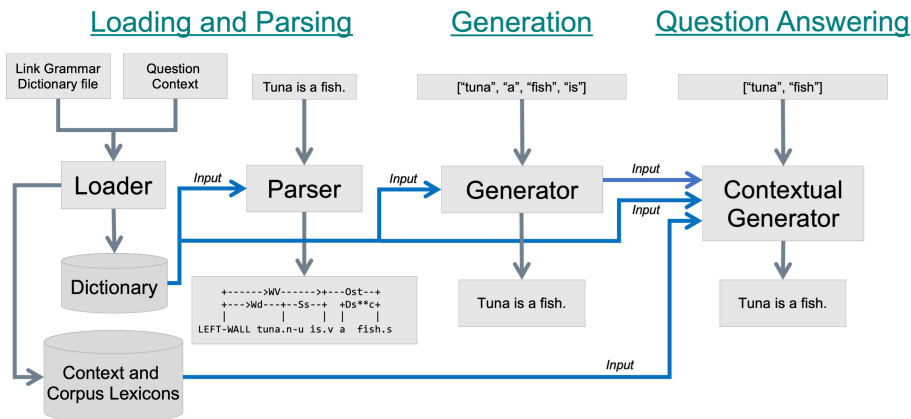 Loading and Parsing
Generation
Question Answering
Link Grammar
Dictionary file
Question
Context
Tuna is a fish.
["tuna", "a", "fish", "is"]
["tuna", "fish"]
Loader
Input
Parser
Input
Generator
Input
Input
Contextual
Generator
Dictionary
+------>WV------>+---Ost--+
+--->Wd----+--Ss--+ +Ds**c+
| | | | |
LEFT-WALL tuna.n-u is.v a fish.s
Tuna is a fish.
Tuna is a fish.
Context and
Corpus Lexicons
Input